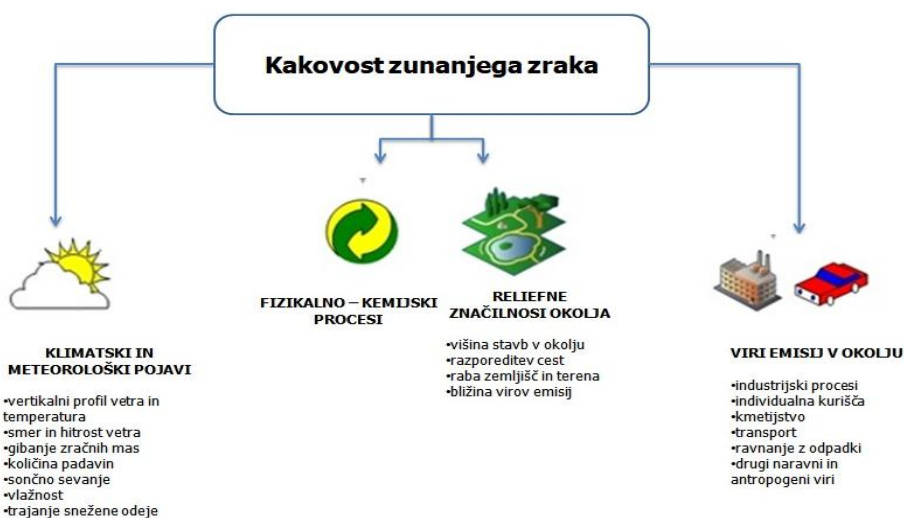 Kakovost zunanjega zraka
KLIMATSKI IN
METEOROLOŠKI POJAVI
•vertikalni profil vetra in
temperatura
•smer in hitrost vetra
•gibanje zračnih mas
•količina padavin
•sončno sevanje
•vlažnost
•trajanje snežene odeje
FIZIKALNO – KEMIJSKI
PROCESI
RELIEFNE
ZNAČILNOSI OKOLJA
•višina stavb v okolju
•razporeditev cest
•raba zemljišč in terena
•bližina virov emisij
VIRI EMISIJ V OKOLJU
•industrijski procesi
•individualna kurišča
•kmetijstvo
•transport
•ravnanje z odpadki
•drugi naravni in
antropogeni viri